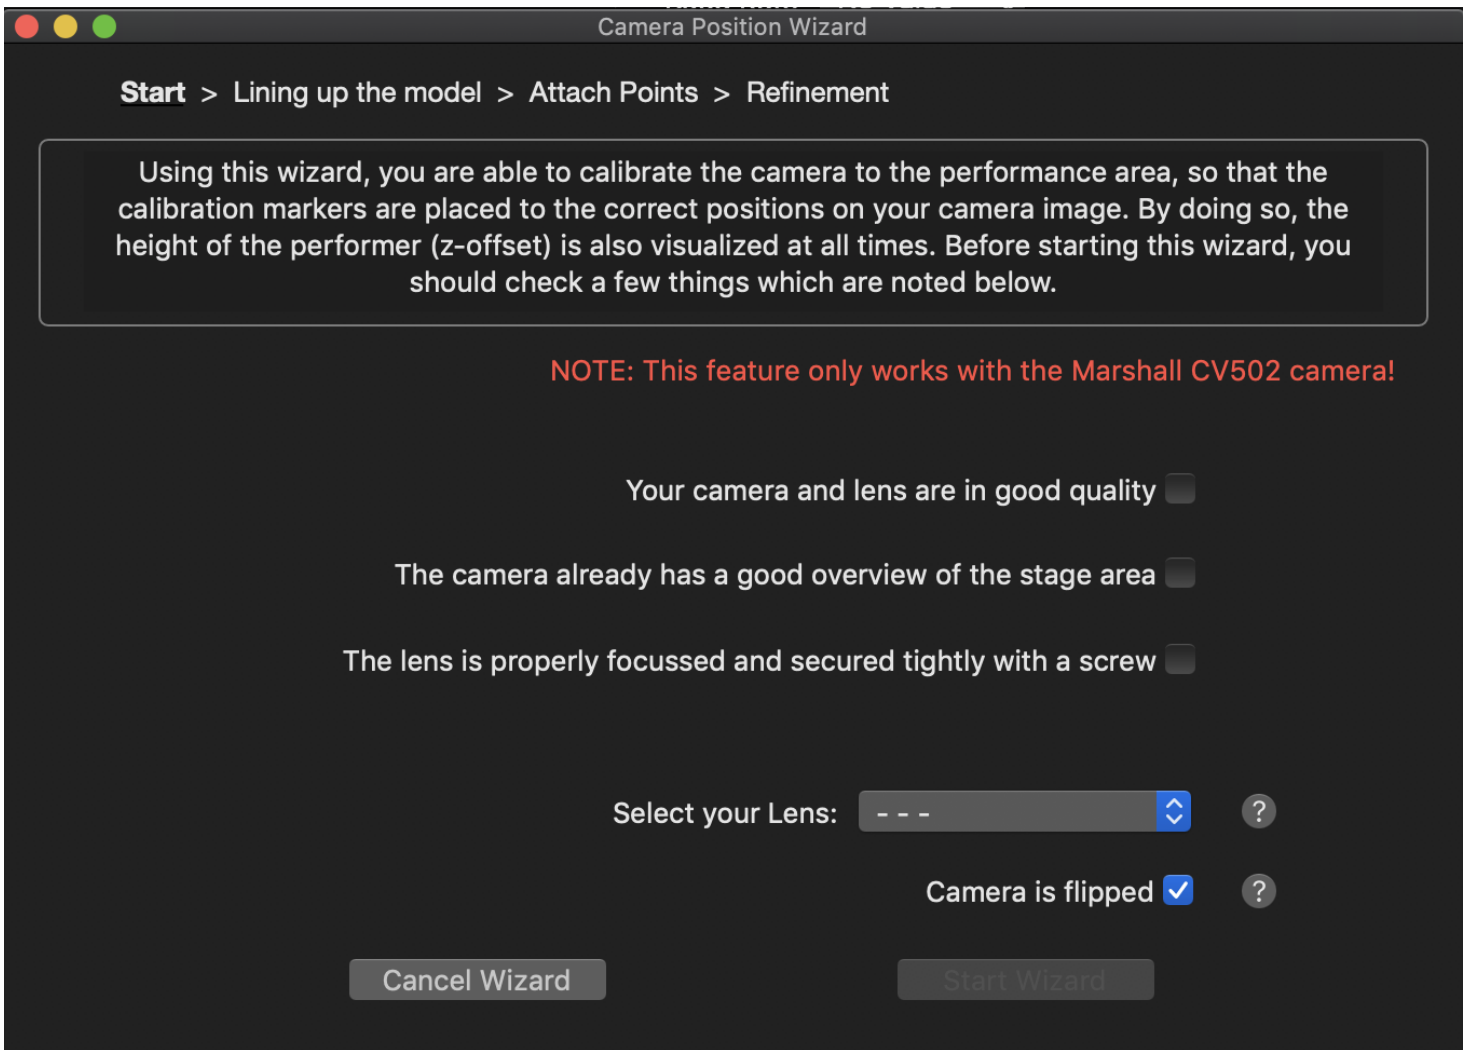 Camera Position Wizard
Start > Lining up the model > Attach Points > Refinement
Using this wizard, you are able to calibrate the camera to the performance area, so that the
calibration markers are placed to the correct positions on your camera image. By doing so, the
height of the performer (z-offset) is also visualized at all times. Before starting this wizard, you
should check a few things which are noted below.
NOTE: This feature only works with the Marshall CV502 camera!
Your camera and lens are in good quality
The camera already has a good overview of the stage area
The lens is properly focussed and secured tightly with a screw
Select your Lens: - - - ?
Camera is flipped ?
Cancel Wizard Start Wizard